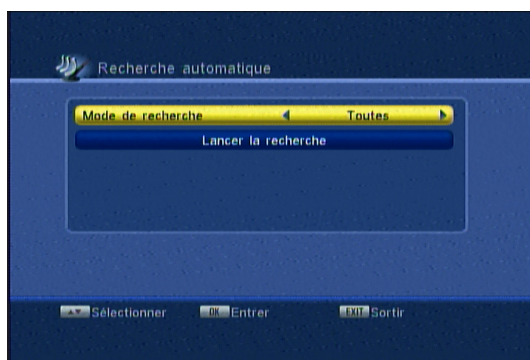 Recherche automatique
Mode de recherche Toutes
Lancer la recherche
Sélectionner OK Entrer EXIT Sortir